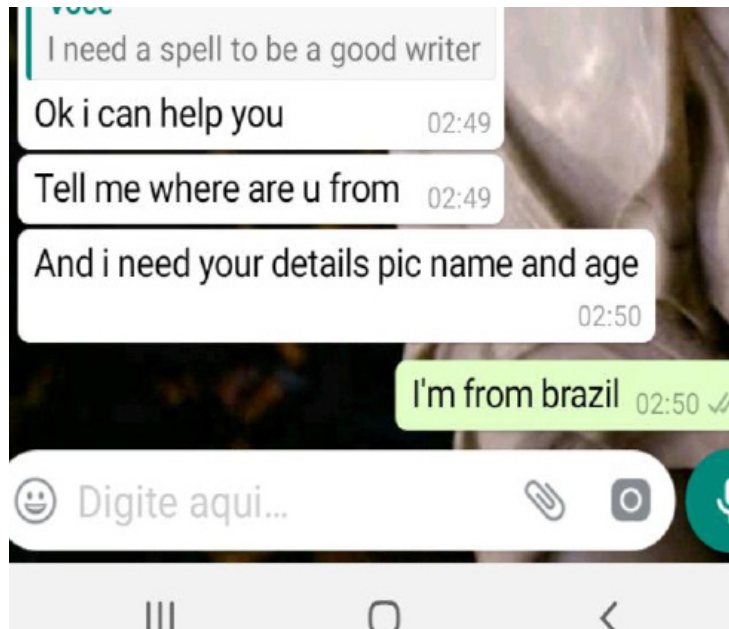 I need a spell to be a good writer
Ok i can help you
02:49
Tell me where are u from
02:49
And i need your details pic name and age
02:50
I'm from brazil
02:50
Digite aqui...